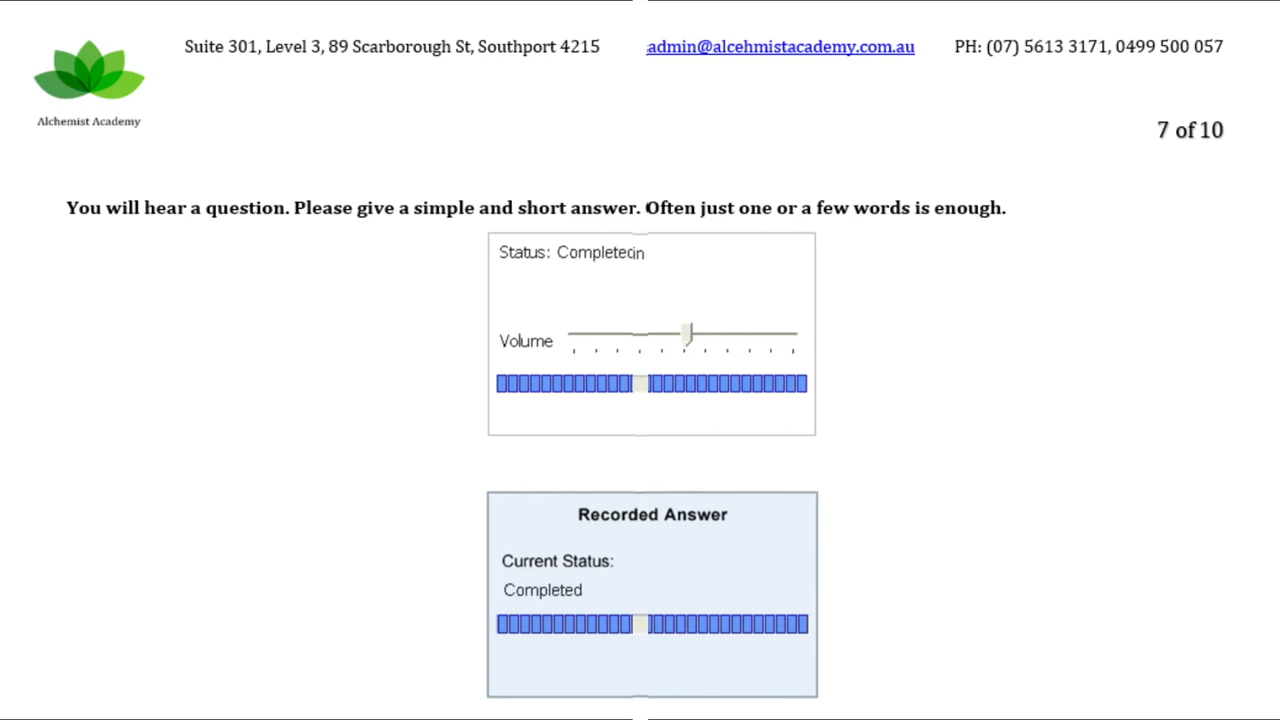 Suite 301, Level 3, 89 Scarborough St, Southport 4215 admin@alcehmistacademy.com.au PH: (07) 5613 3171, 0499 500 057
Alchemist Academy
7 of 10
You will hear a question. Please give a simple and short answer. Often just one or a few words is enough.
Status: Completed
Volume
Recorded Answer
Current Status:
Completed